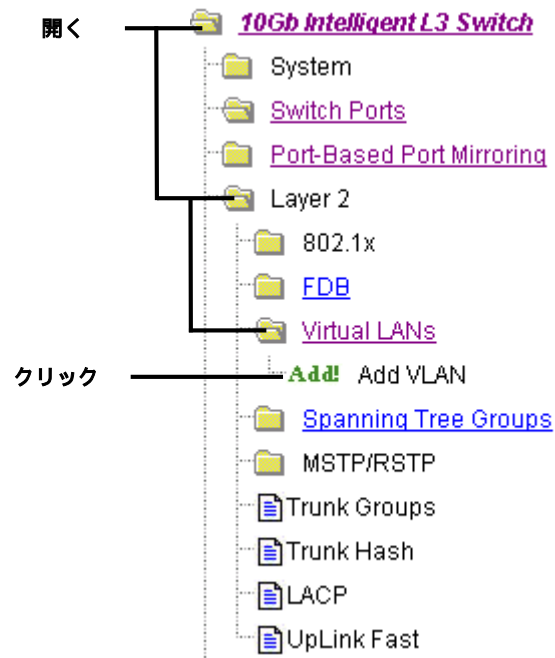 開く
10Gb Intelligent L3 Switch
System
Switch Ports
Port-Based Port Mirroring
Layer 2
802.1x
FDB
Virtual LANs
クリック
Add! Add VLAN
Spanning Tree Groups
MSTP/RSTP
Trunk Groups
Trunk Hash
LACP
UpLink Fast